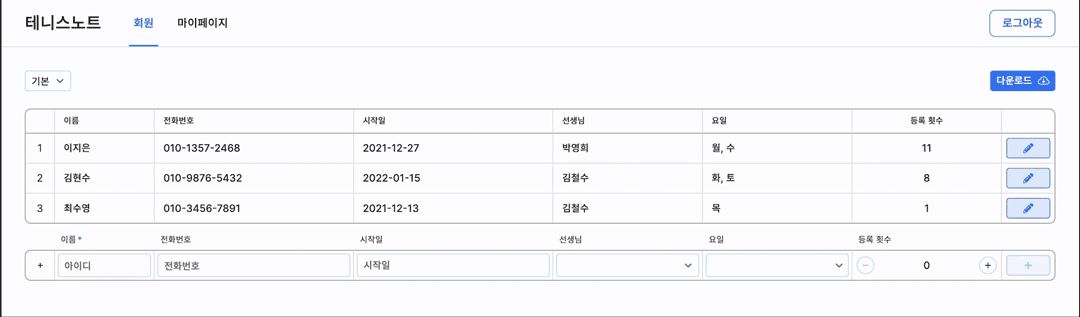 테니스노트 회원 마이페이지 로그아웃
기본 다운로드
이름 전화번호 시작일 선생님 요일 등록 횟수
1 이지은 010-1357-2468 2021-12-27 박영희 월, 수 11
2 김현수 010-9876-5432 2022-01-15 김철수 화, 토 8
3 최수영 010-3456-7891 2021-12-13 김철수 목 1
이름* 전화번호 시작일 선생님 요일 등록 횟수
+ 아이디 전화번호 시작일 − 0 + +